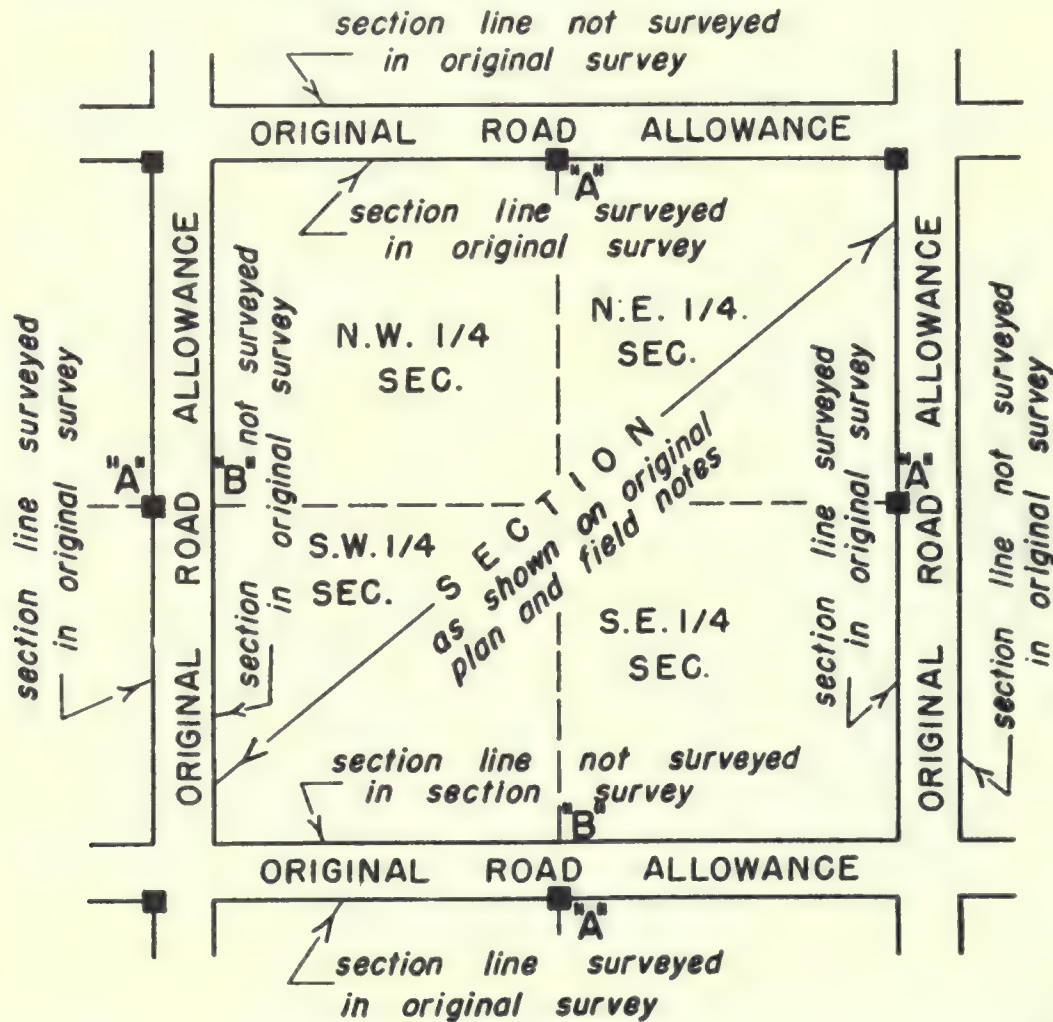 section line not surveyed
in original survey
ORIGINAL ROAD ALLOWANCE
"A"
section line surveyed
in original survey
N.W. 1/4
SEC.
N.E. 1/4.
SEC.
section line surveyed
in original survey
"A"
ORIGINAL ROAD ALLOWANCE
"B"
section line not surveyed
in original survey
SECTION
as shown on original
plan and field notes
S.W. 1/4
SEC.
S.E. 1/4
SEC.
section line surveyed
in original survey
"A"
ORIGINAL ROAD ALLOWANCE
section line not surveyed
in original survey
section line not surveyed
in section survey
"B"
ORIGINAL ROAD ALLOWANCE
"A"
section line surveyed
in original survey